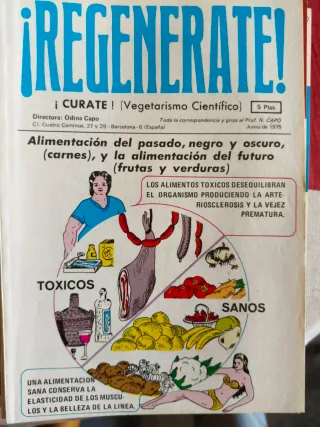 ¡REGENERATE!
¡ CURATE ! (Vegetarismo Científico)
5 Ptas.
Directora: Odina Capo
C/. Cuatro Caminos, 27 y 29 - Barcelona - 6 (España)
Toda la correspondencia y giros al Prof. N. CAPO
Junio de 1975
Alimentación del pasado, negro y oscuro,
(carnes), y la alimentación del futuro
(frutas y verduras)
LOS ALIMENTOS TOXICOS DESEQUILIBRAN
EL ORGANISMO PRODUCIENDO LA ARTE-
RIOSCLEROSIS Y LA VEJEZ
PREMATURA.
TOXICOS
SANOS
UNA ALIMENTACION
SANA CONSERVA LA
ELASTICIDAD DE LOS MUSCU-
LOS Y LA BELLEZA DE LA LINEA.